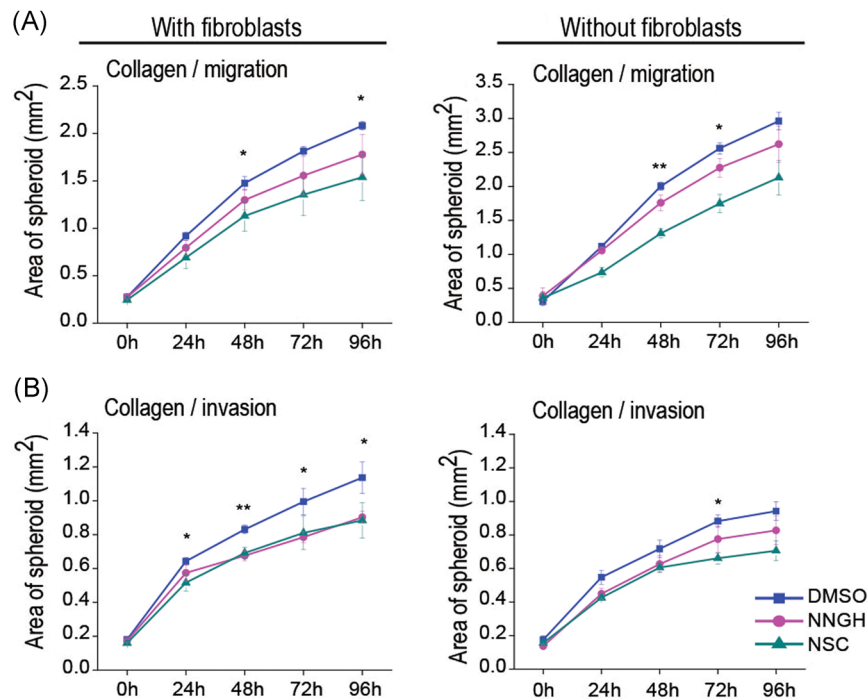 (A)
With fibroblasts
Without fibroblasts
Collagen / migration
Collagen / migration
Area of spheroid (mm2)
2.5
2.0
1.5
1.0
0.5
0.0
*
*
0h 24h 48h 72h 96h
Area of spheroid (mm2)
3.5
3.0
2.5
2.0
1.5
1.0
0.5
0.0
**
*
0h 24h 48h 72h 96h
(B)
Collagen / invasion
Collagen / invasion
Area of spheroid (mm2)
1.4
1.2
1.0
0.8
0.6
0.4
0.2
0.0
*
**
*
*
0h 24h 48h 72h 96h
Area of spheroid (mm2)
1.4
1.2
1.0
0.8
0.6
0.4
0.2
0.0
*
DMSO
NNGH
NSC
0h 24h 48h 72h 96h